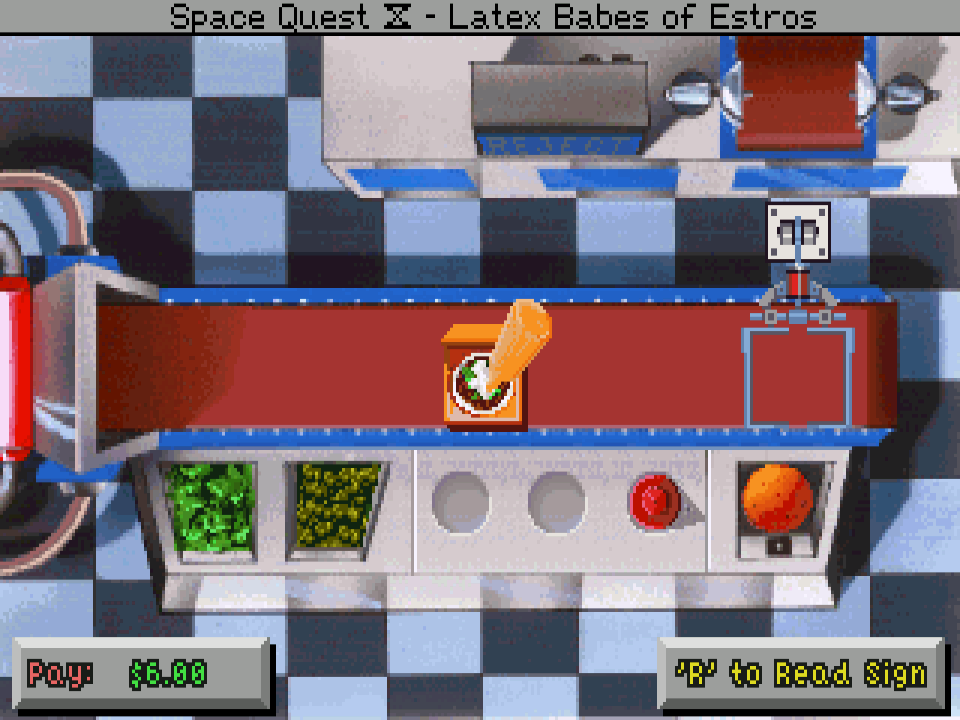 Space Quest X - Latex Babes of Estros
REJECT
Pay: $6.00
'R' to Read Sign